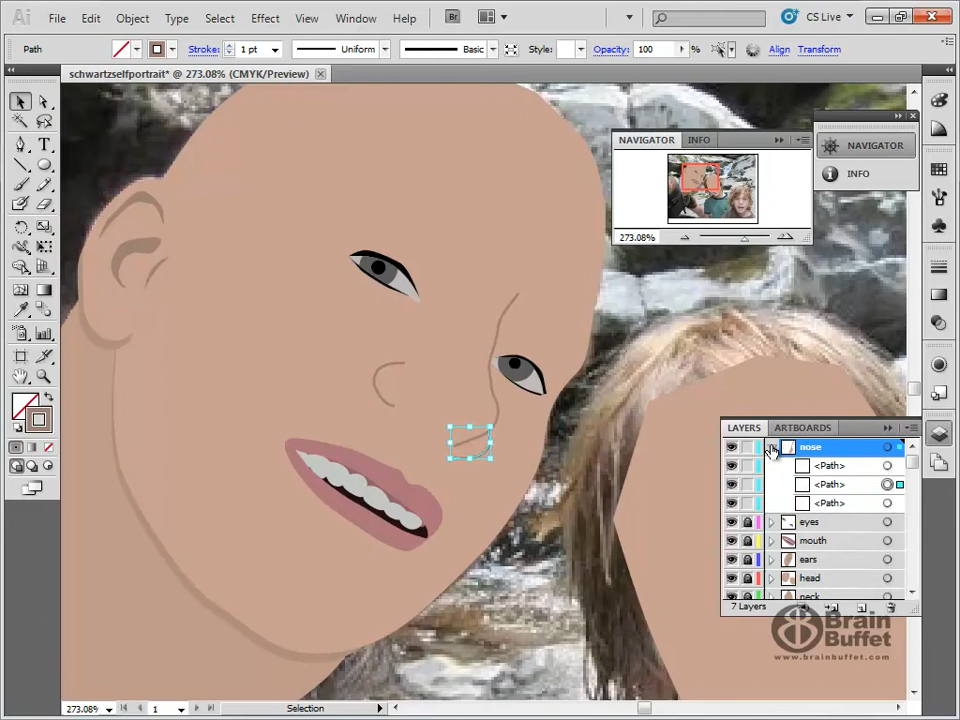 Ai File Edit Object Type Select Effect View Window Help Br CS Live
Path Stroke: 1 pt Uniform Basic Style: Opacity: 100 % Align Transform
schwartzselfportrait* @ 273.08% (CMYK/Preview)
NAVIGATOR INFO
273.08%
NAVIGATOR
INFO
LAYERS ARTBOARDS
nose
<Path>
<Path>
<Path>
eyes
mouth
ears
head
neck
7 Layers
Brain
Buffet
www.brainbuffet.com
273.08% 1 Selection